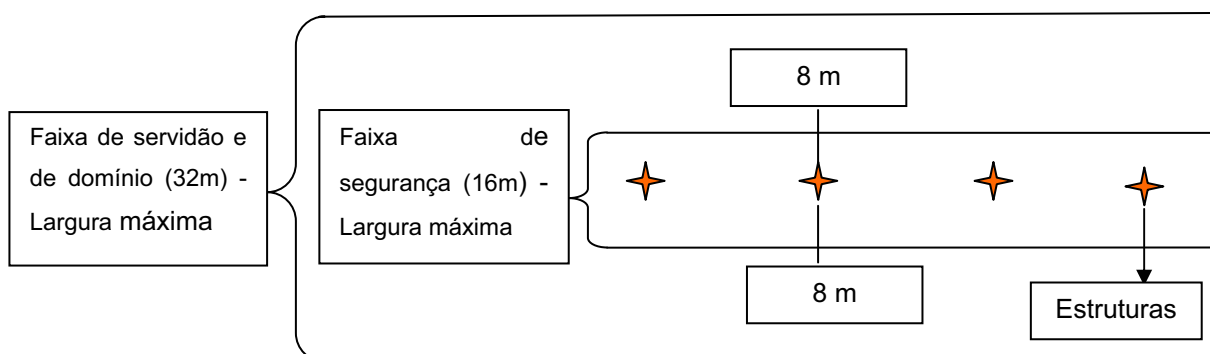 Faixa de servidão e
de domínio (32m) -
Largura máxima
Faixa de
segurança (16m) -
Largura máxima
8 m
8 m
Estruturas